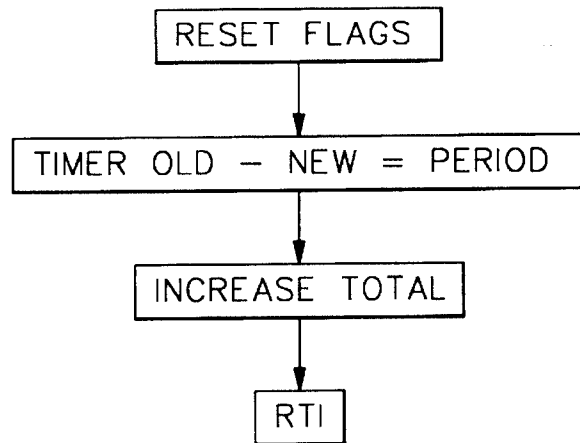 RESET FLAGS
TIMER OLD - NEW = PERIOD
INCREASE TOTAL
RTI